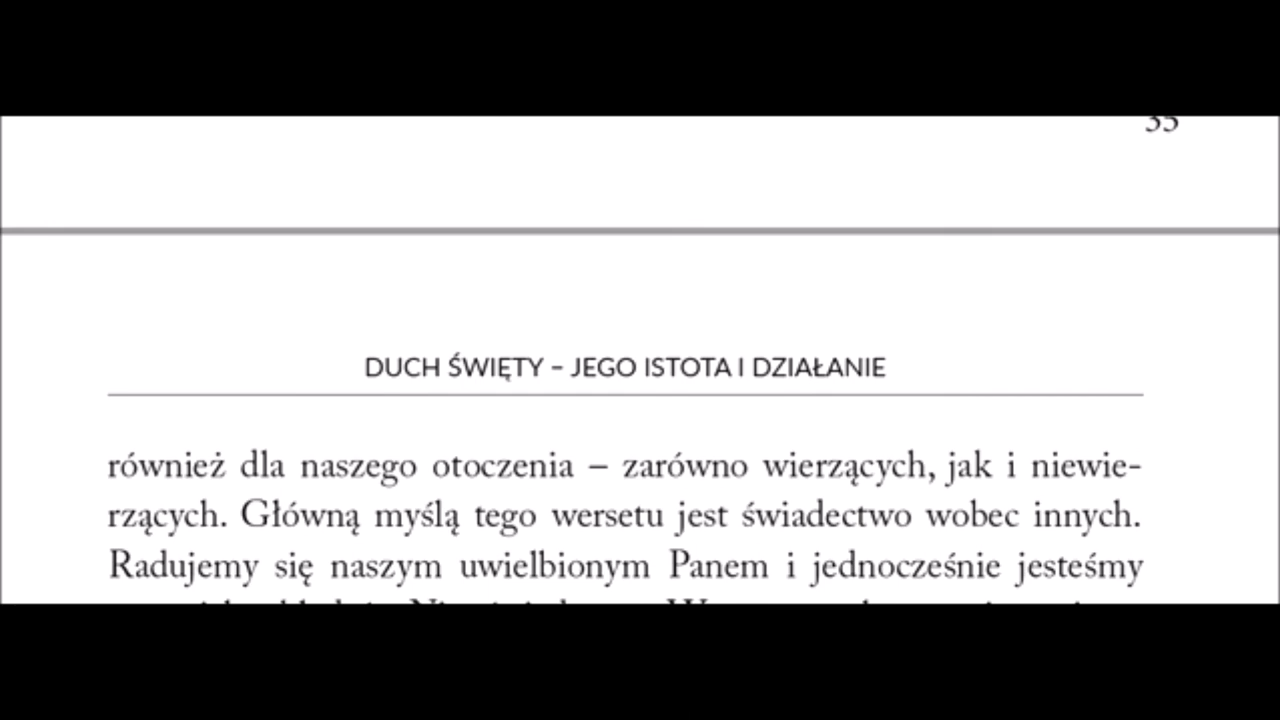 35
DUCH ŚWIĘTY – JEGO ISTOTA I DZIAŁANIE
również dla naszego otoczenia – zarówno wierzących, jak i niewie-
rzących. Główną myślą tego wersetu jest świadectwo wobec innych.
Radujemy się naszym uwielbionym Panem i jednocześnie jesteśmy